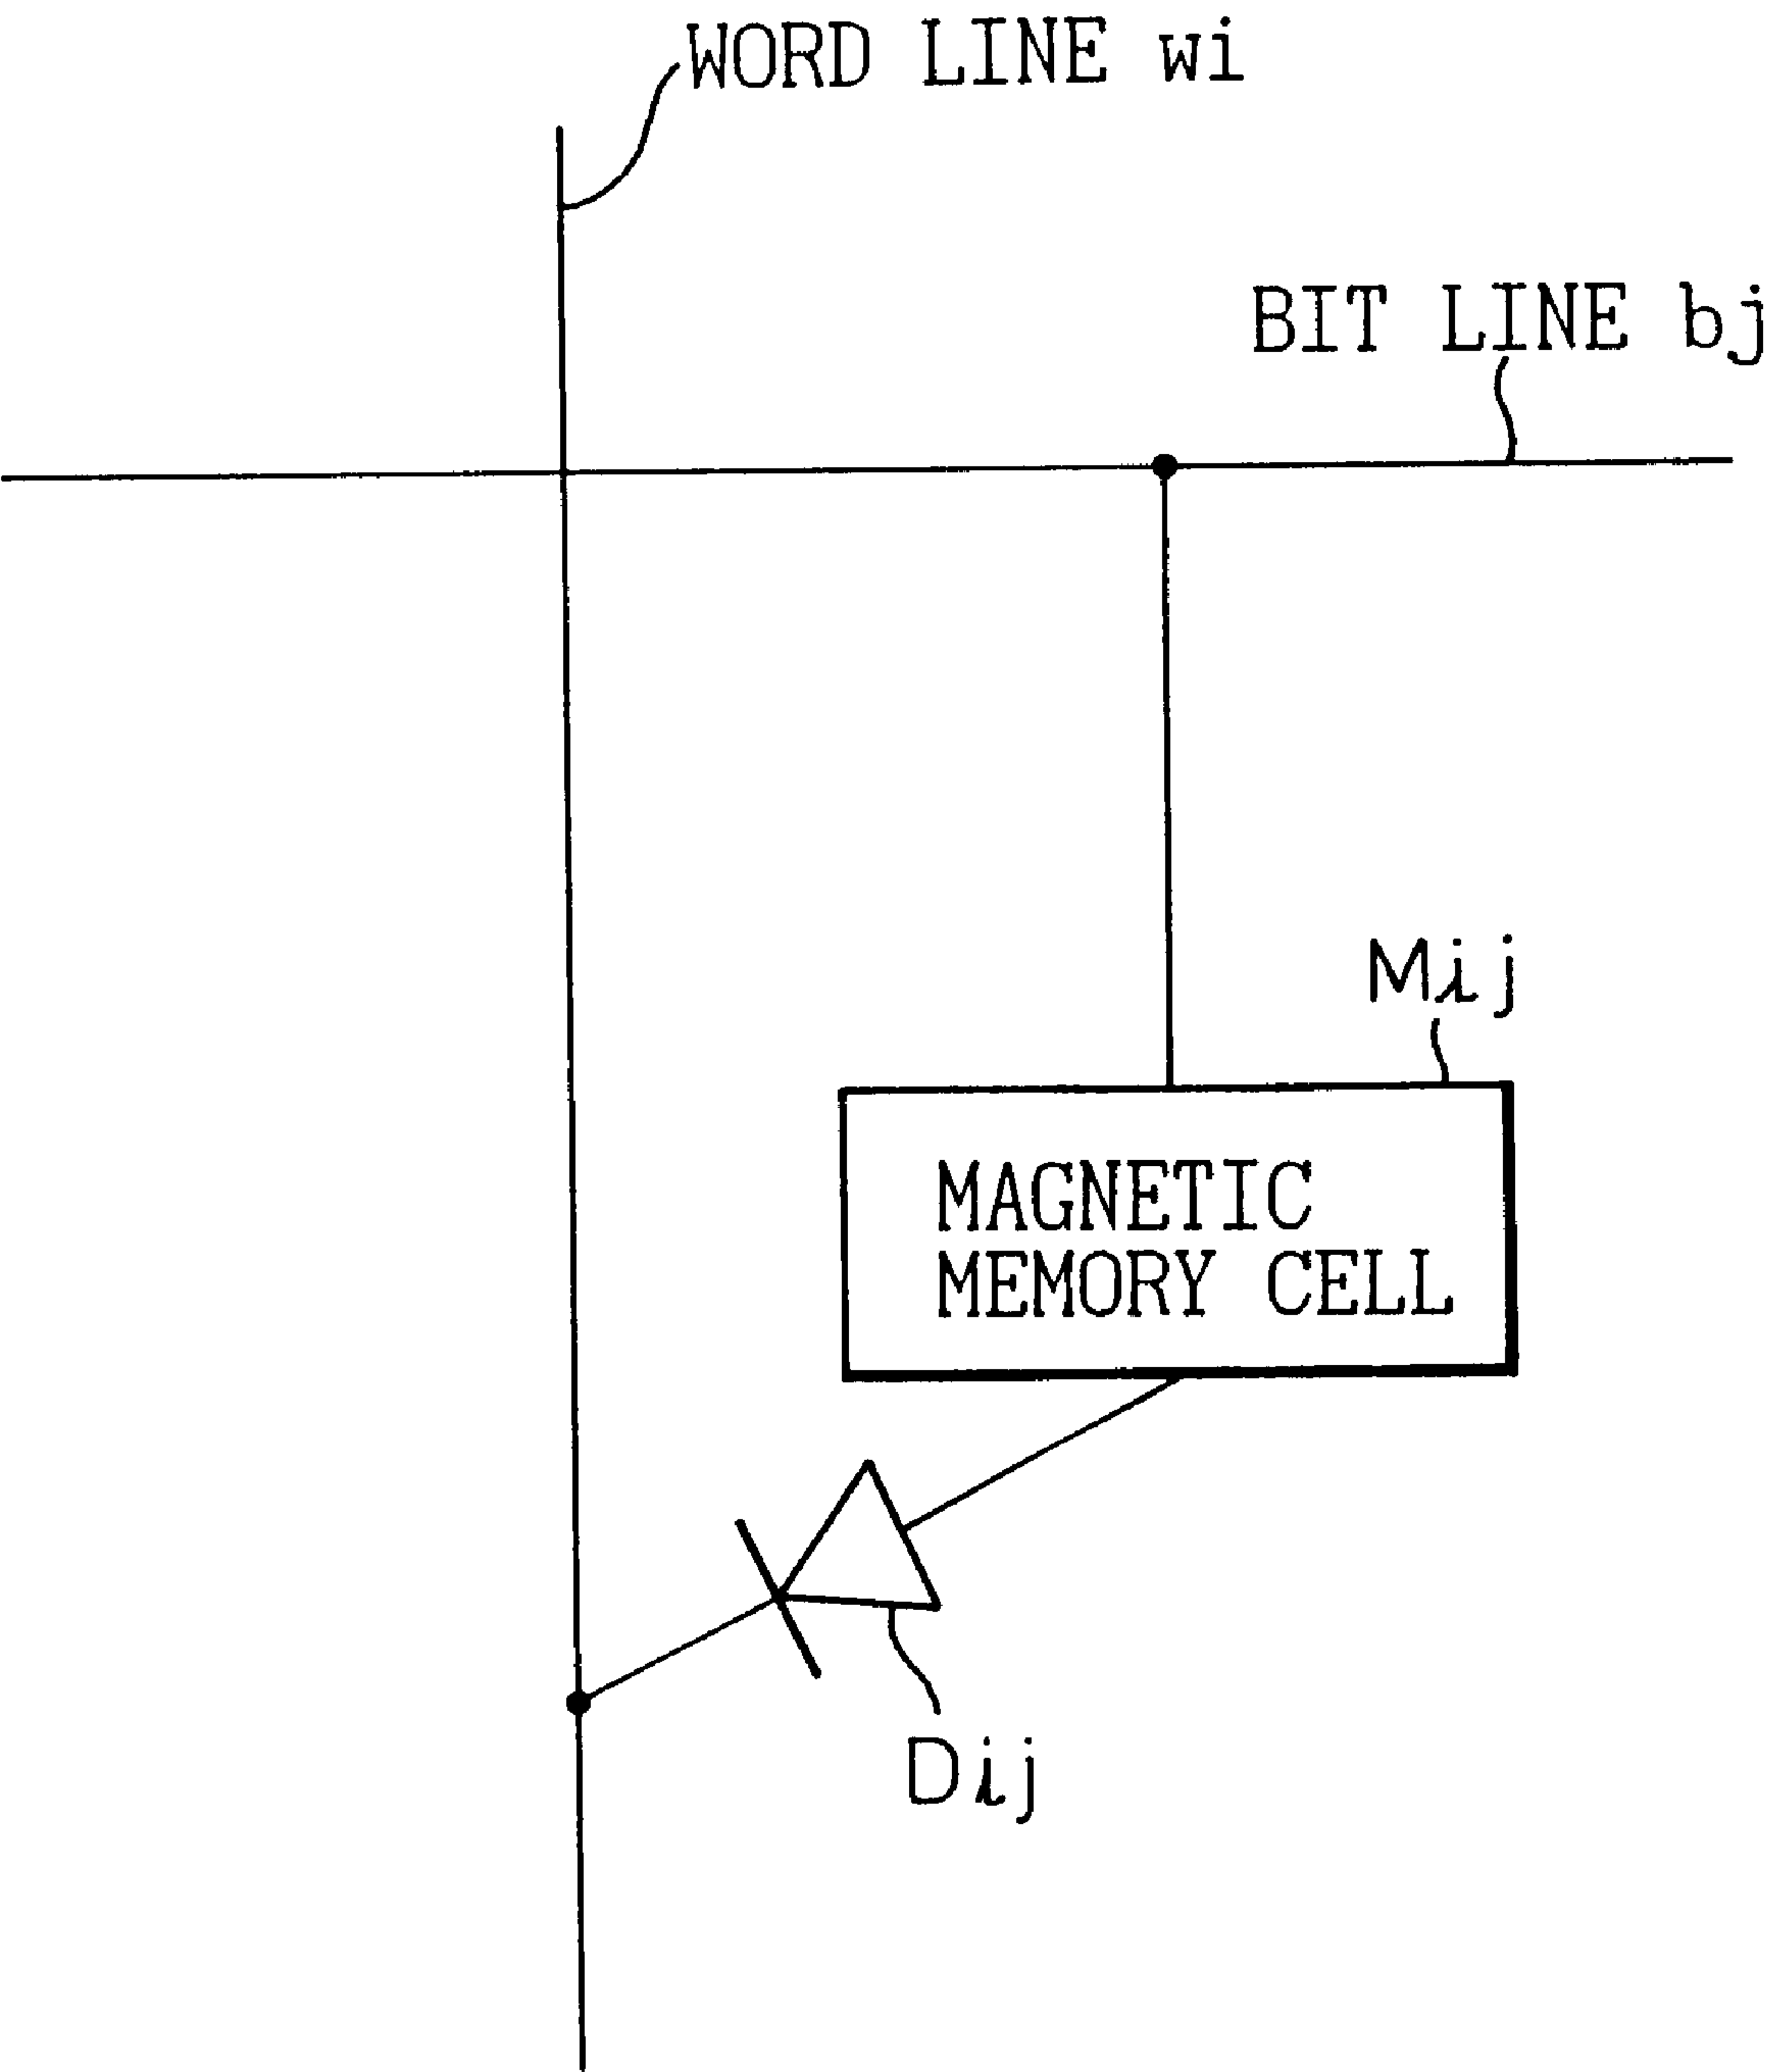 WORD LINE wi
BIT LINE bj
Mij
MAGNETIC
MEMORY CELL
Dij